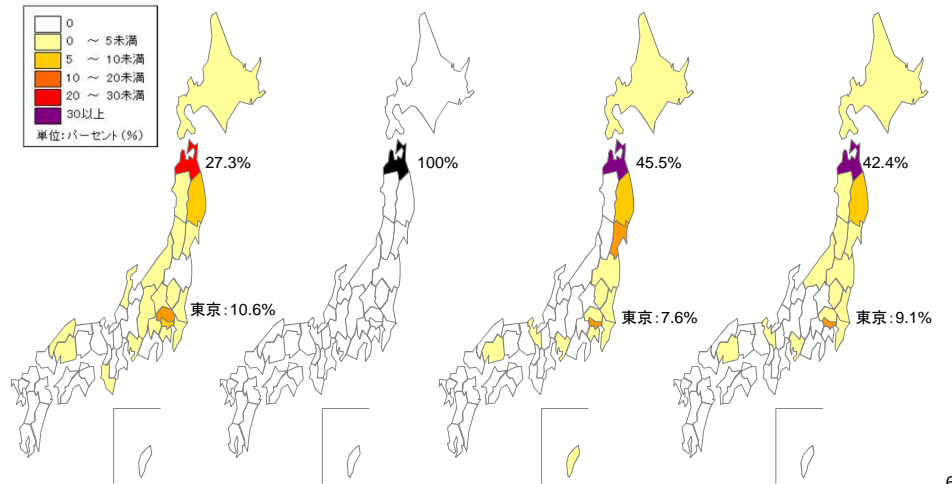 0
0 ～ 5未満
5 ～ 10未満
10 ～ 20未満
20 ～ 30未満
30以上
単位:パーセント(%)
27.3%
100%
45.5%
42.4%
東京:10.6%
東京:7.6%
東京:9.1%